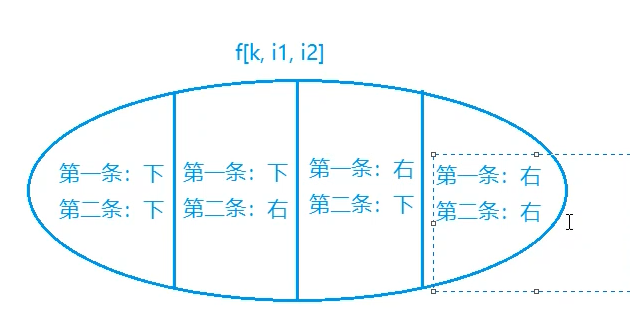 f[k, i1, i2]
第一条：下
第二条：下
第一条：下
第二条：右
第一条：右
第二条：下
第一条：右
第二条：右